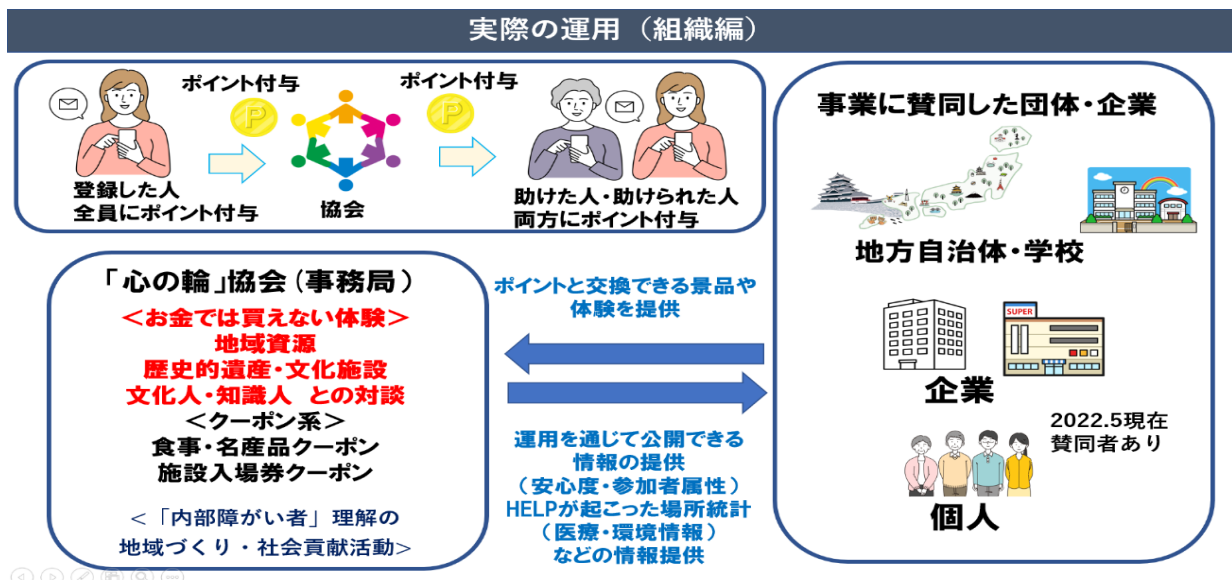 実際の運用（組織編）
ポイント付与
ポイント付与
P
P
登録した人
全員にポイント付与
協会
助けた人・助けられた人
両方にポイント付与
「心の輪」協会（事務局）
＜お金では買えない体験＞
地域資源
歴史的遺産・文化施設
文化人・知識人 との対談
＜クーポン系＞
食事・名産品クーポン
施設入場券クーポン
＜「内部障がい者」理解の
地域づくり・社会貢献活動＞
ポイントと交換できる景品や
体験を提供
運用を通じて公開できる
情報の提供
（安心度・参加者属性）
HELPが起こった場所統計
（医療・環境情報）
などの情報提供
事業に賛同した団体・企業
地方自治体・学校
SUPER
企業
2022.5現在
賛同者あり
個人